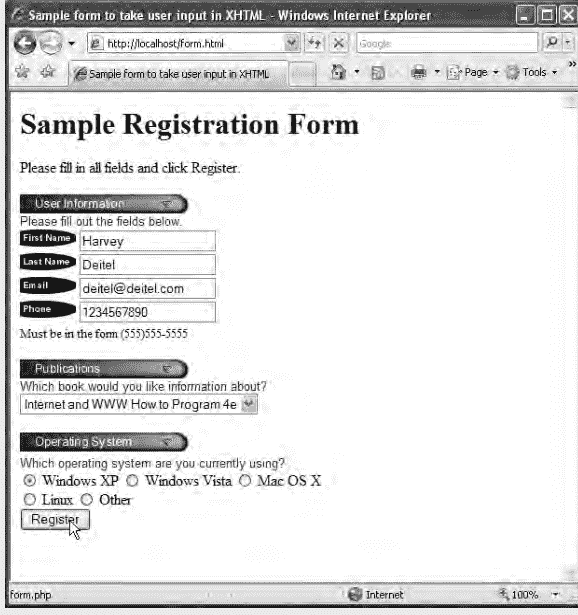 Sample form to take user input in XHTML - Windows Internet Explorer
http://localhost/form.html
Google
Sample form to take user input in XHTML
Page
Tools
Sample Registration Form
Please fill in all fields and click Register.
User Information
Please fill out the fields below.
First Name Harvey
Last Name Deitel
Email deitel@deitel.com
Phone 1234567890
Must be in the form (555)555-5555
Publications
Which book would you like information about?
Internet and WWW How to Program 4e
Operating System
Which operating system are you currently using?
Windows XP Windows Vista Mac OS X
Linux Other
Register
form.php Internet 100%